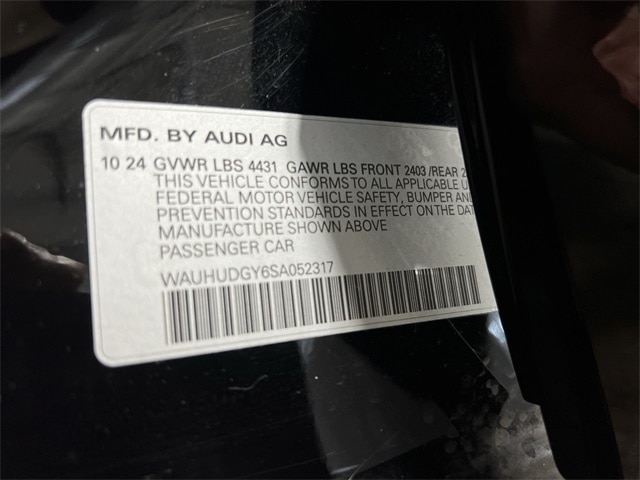 MFD. BY AUDI AG
10 24 GVWR LBS 4431 GAWR LBS FRONT 2403 /REAR 2
THIS VEHICLE CONFORMS TO ALL APPLICABLE U
FEDERAL MOTOR VEHICLE SAFETY, BUMPER AND
PREVENTION STANDARDS IN EFFECT ON THE DAT
MANUFACTURE SHOWN ABOVE
PASSENGER CAR
WAUHUDGY6SA052317